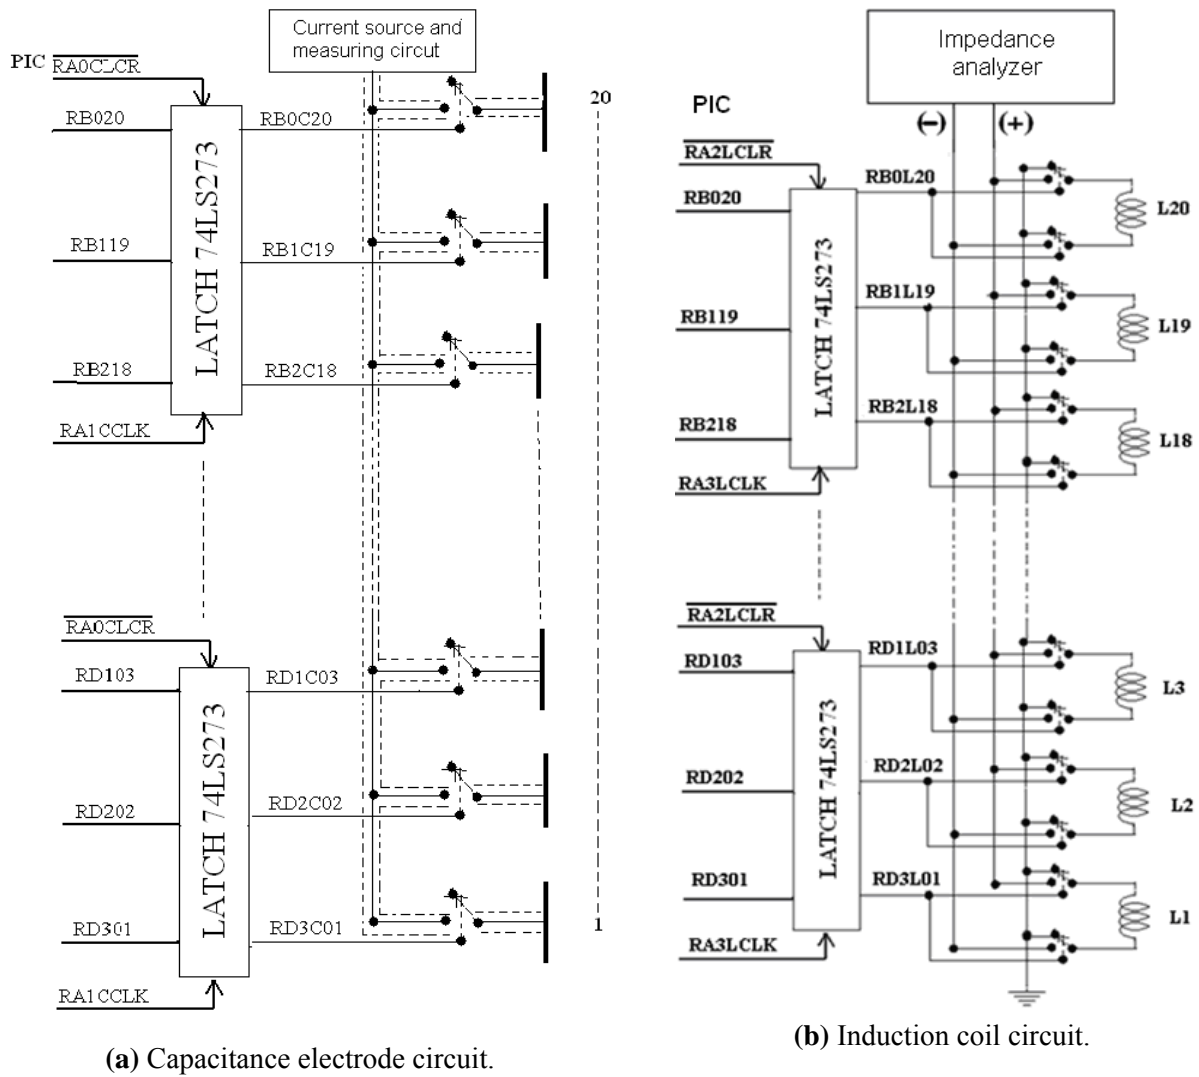 Current source and
measuring circut
PIC
RA0CLCR
RB020
RB0C20
20
RB119
RB1C19
LATCH 74LS273
RB218
RB2C18
RA1CCLK
RA0CLCR
RD103
RD1C03
LATCH 74LS273
RD202
RD2C02
RD301
RD3C01
1
RA1CCLK
(a) Capacitance electrode circuit.
Impedance
analyzer
PIC
(−)
(+)
RA2LCLR
RB0L20
RB020
L20
LATCH 74LS273
RB1L19
RB119
L19
RB2L18
RB218
L18
RA3LCLK
RA2LCLR
RD1L03
RD103
L3
LATCH 74LS273
RD2L02
RD202
L2
RD3L01
RD301
L1
RA3LCLK
(b) Induction coil circuit.